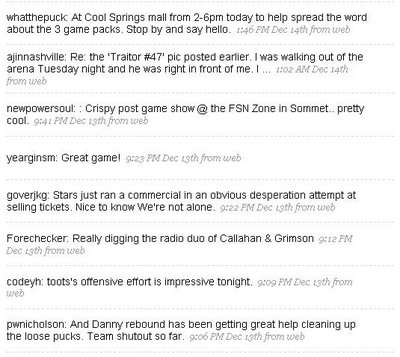 whatthepuck: At Cool Springs mall from 2-6pm today to help spread the word
about the 3 game packs. Stop by and say hello. 1:46 PM Dec 14th from web
ajinnashville: Re: the 'Traitor #47' pic posted earlier. I was walking out of the
arena Tuesday night and he was right in front of me. I ... 1:02 AM Dec 14th
from web
newpowersoul: : Crispy post game show @ the FSN Zone in Sommet.. pretty
cool. 9:41 PM Dec 13th from web
yearginsm: Great game! 9:23 PM Dec 13th from web
goverjkg: Stars just ran a commercial in an obvious desperation attempt at
selling tickets. Nice to know We're not alone. 9:22 PM Dec 13th from web
Forechecker: Really digging the radio duo of Callahan & Grimson 9:12 PM
Dec 13th from web
codeyh: toots's offensive effort is impressive tonight. 9:09 PM Dec 13th from
web
pwnicholson: And Danny rebound has been getting great help cleaning up
the loose pucks. Team shutout so far. 9:06 PM Dec 13th from web